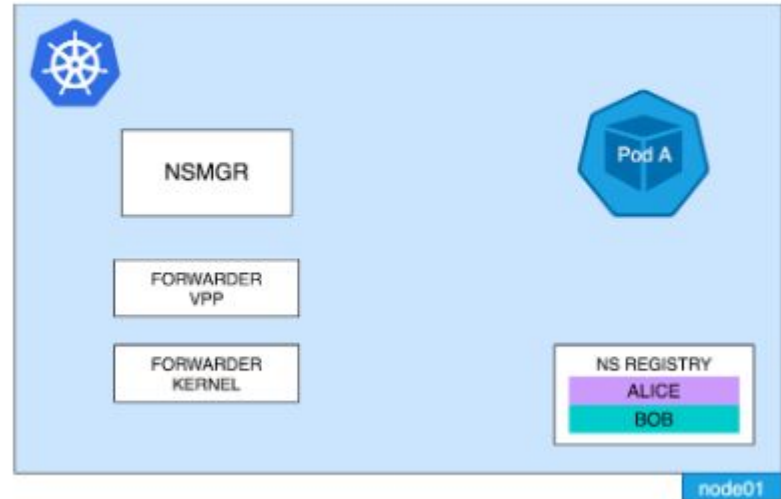 NSMGR
Pod A
FORWARDER
VPP
FORWARDER
KERNEL
NS REGISTRY
ALICE
BOB
node01